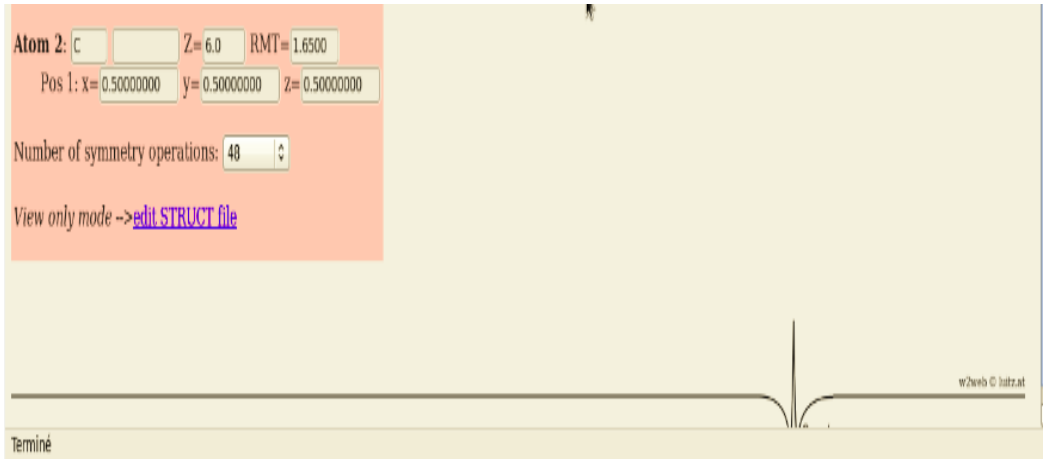 Atom 2: C Z= 6.0 RMT= 1.6500
Pos 1: x= 0.50000000 y= 0.50000000 z= 0.50000000
Number of symmetry operations: 48
View only mode -->edit STRUCT file
w2web © luitz.at
Terminé